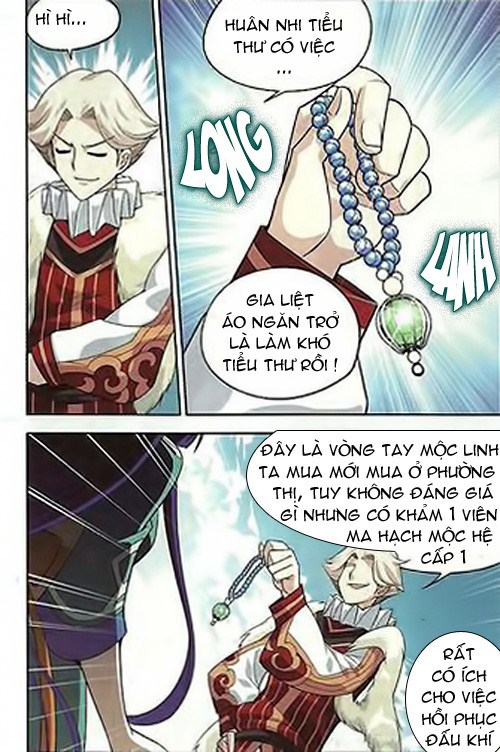 HÌ HÌ...
HUÂN NHI TIỂU
THƯ CÓ VIỆC
...
LONG
LANH
GIA LIỆT
ÁO NGĂN TRỞ
LÀ LÀM KHÓ
TIỂU THƯ RỒI !
ĐÂY LÀ VÒNG TAY MỘC LINH
TA MUA MỚI MUA Ở PHƯỜNG
THỊ, TUY KHÔNG ĐÁNG GIÁ
GÌ NHƯNG CÓ KHẢM 1 VIÊN
MA HẠCH MỘC HỆ
CẤP 1
RẤT
CÓ ÍCH
CHO VIỆC
HỒI PHỤC
ĐẤU KHÍ